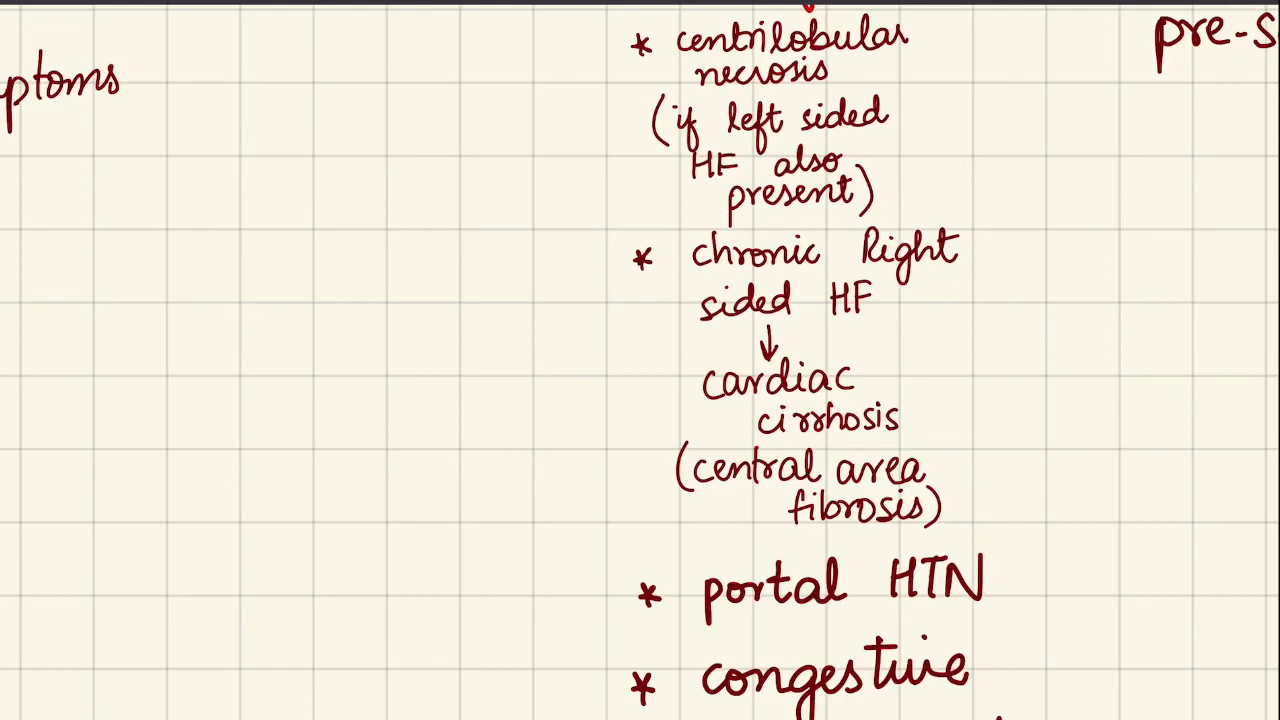 ptoms
* centrilobular
necrosis
(if left sided
HF also
present)
* chronic Right
sided HF
↓
cardiac
cirrhosis
(central area
fibrosis)
* portal HTN
* congestive
pre-s